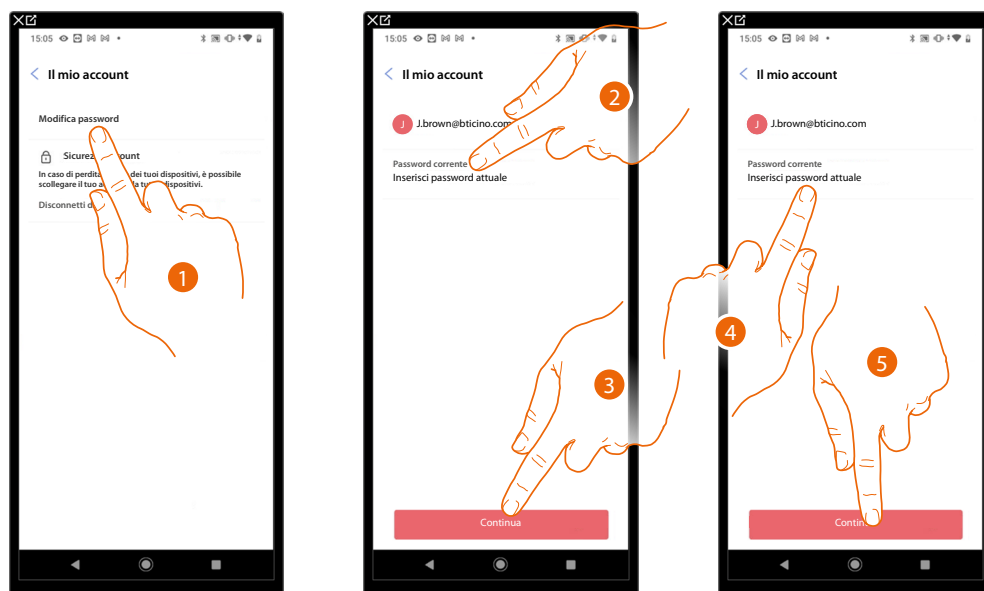 15:05
Il mio account
Modifica password
Sicurez ount
In caso di perdita dei tuoi dispositivi, è possibile
scollegare il tuo a da tu dispositivi.
Disconnetti d
1
15:05
Il mio account
J J.brown@bticino.com
Password corrente
Inserisci password attuale
Continua
2
3
15:05
Il mio account
J J.brown@bticino.com
Password corrente
Inserisci password attuale
Contin
4
5